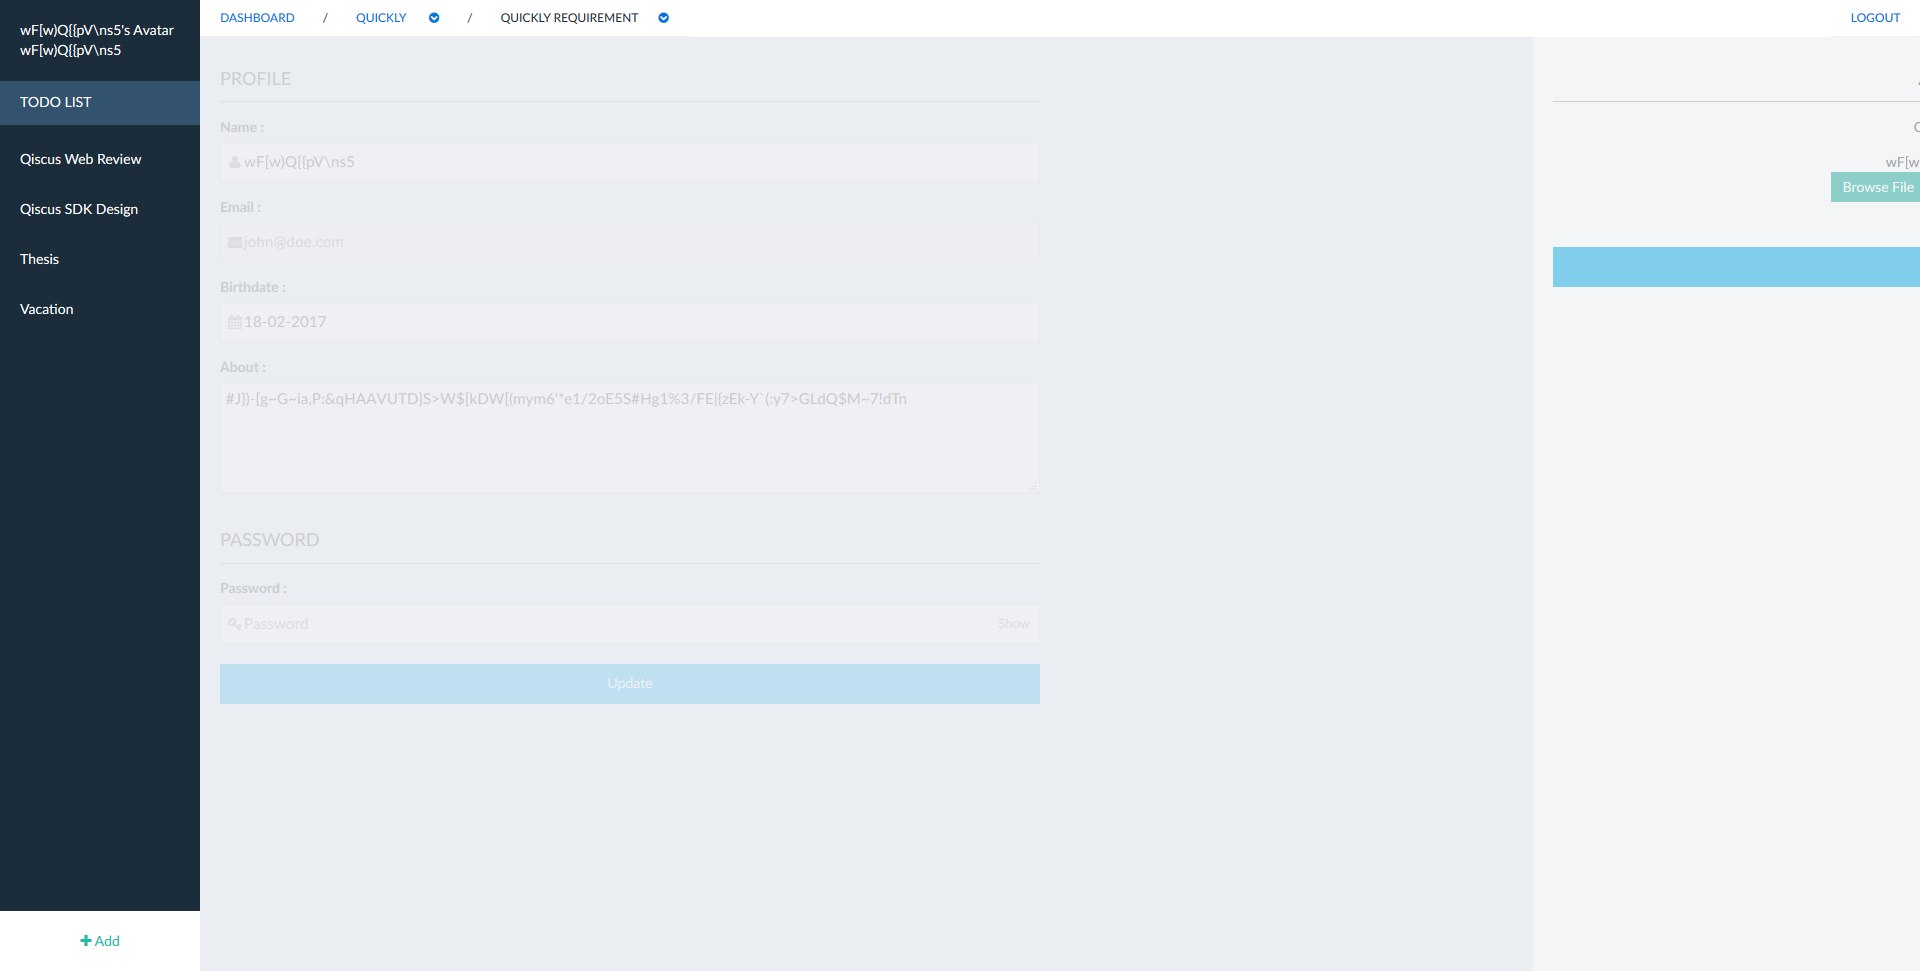 wF[w)Q{{pV\ns5's Avatar
wF[w)Q{{pV\ns5
TODO LIST
Qiscus Web Review
Qiscus SDK Design
Thesis
Vacation
Add
DASHBOARD / QUICKLY / QUICKLY REQUIREMENT
LOGOUT
PROFILE
Name :
wF[w)Q{{pV\ns5
Email :
john@doe.com
Birthdate :
18-02-2017
About :
#J})-[g~G~ia,P:&qHAAVUTD]S>W$[kDW[(mym6'*e1/2oE5S#Hg1%3/FE|{zEk-Y`(:y7>GLdQ$M~7!dTn
PASSWORD
Password :
Password
Show
Update
wF[w
Browse File